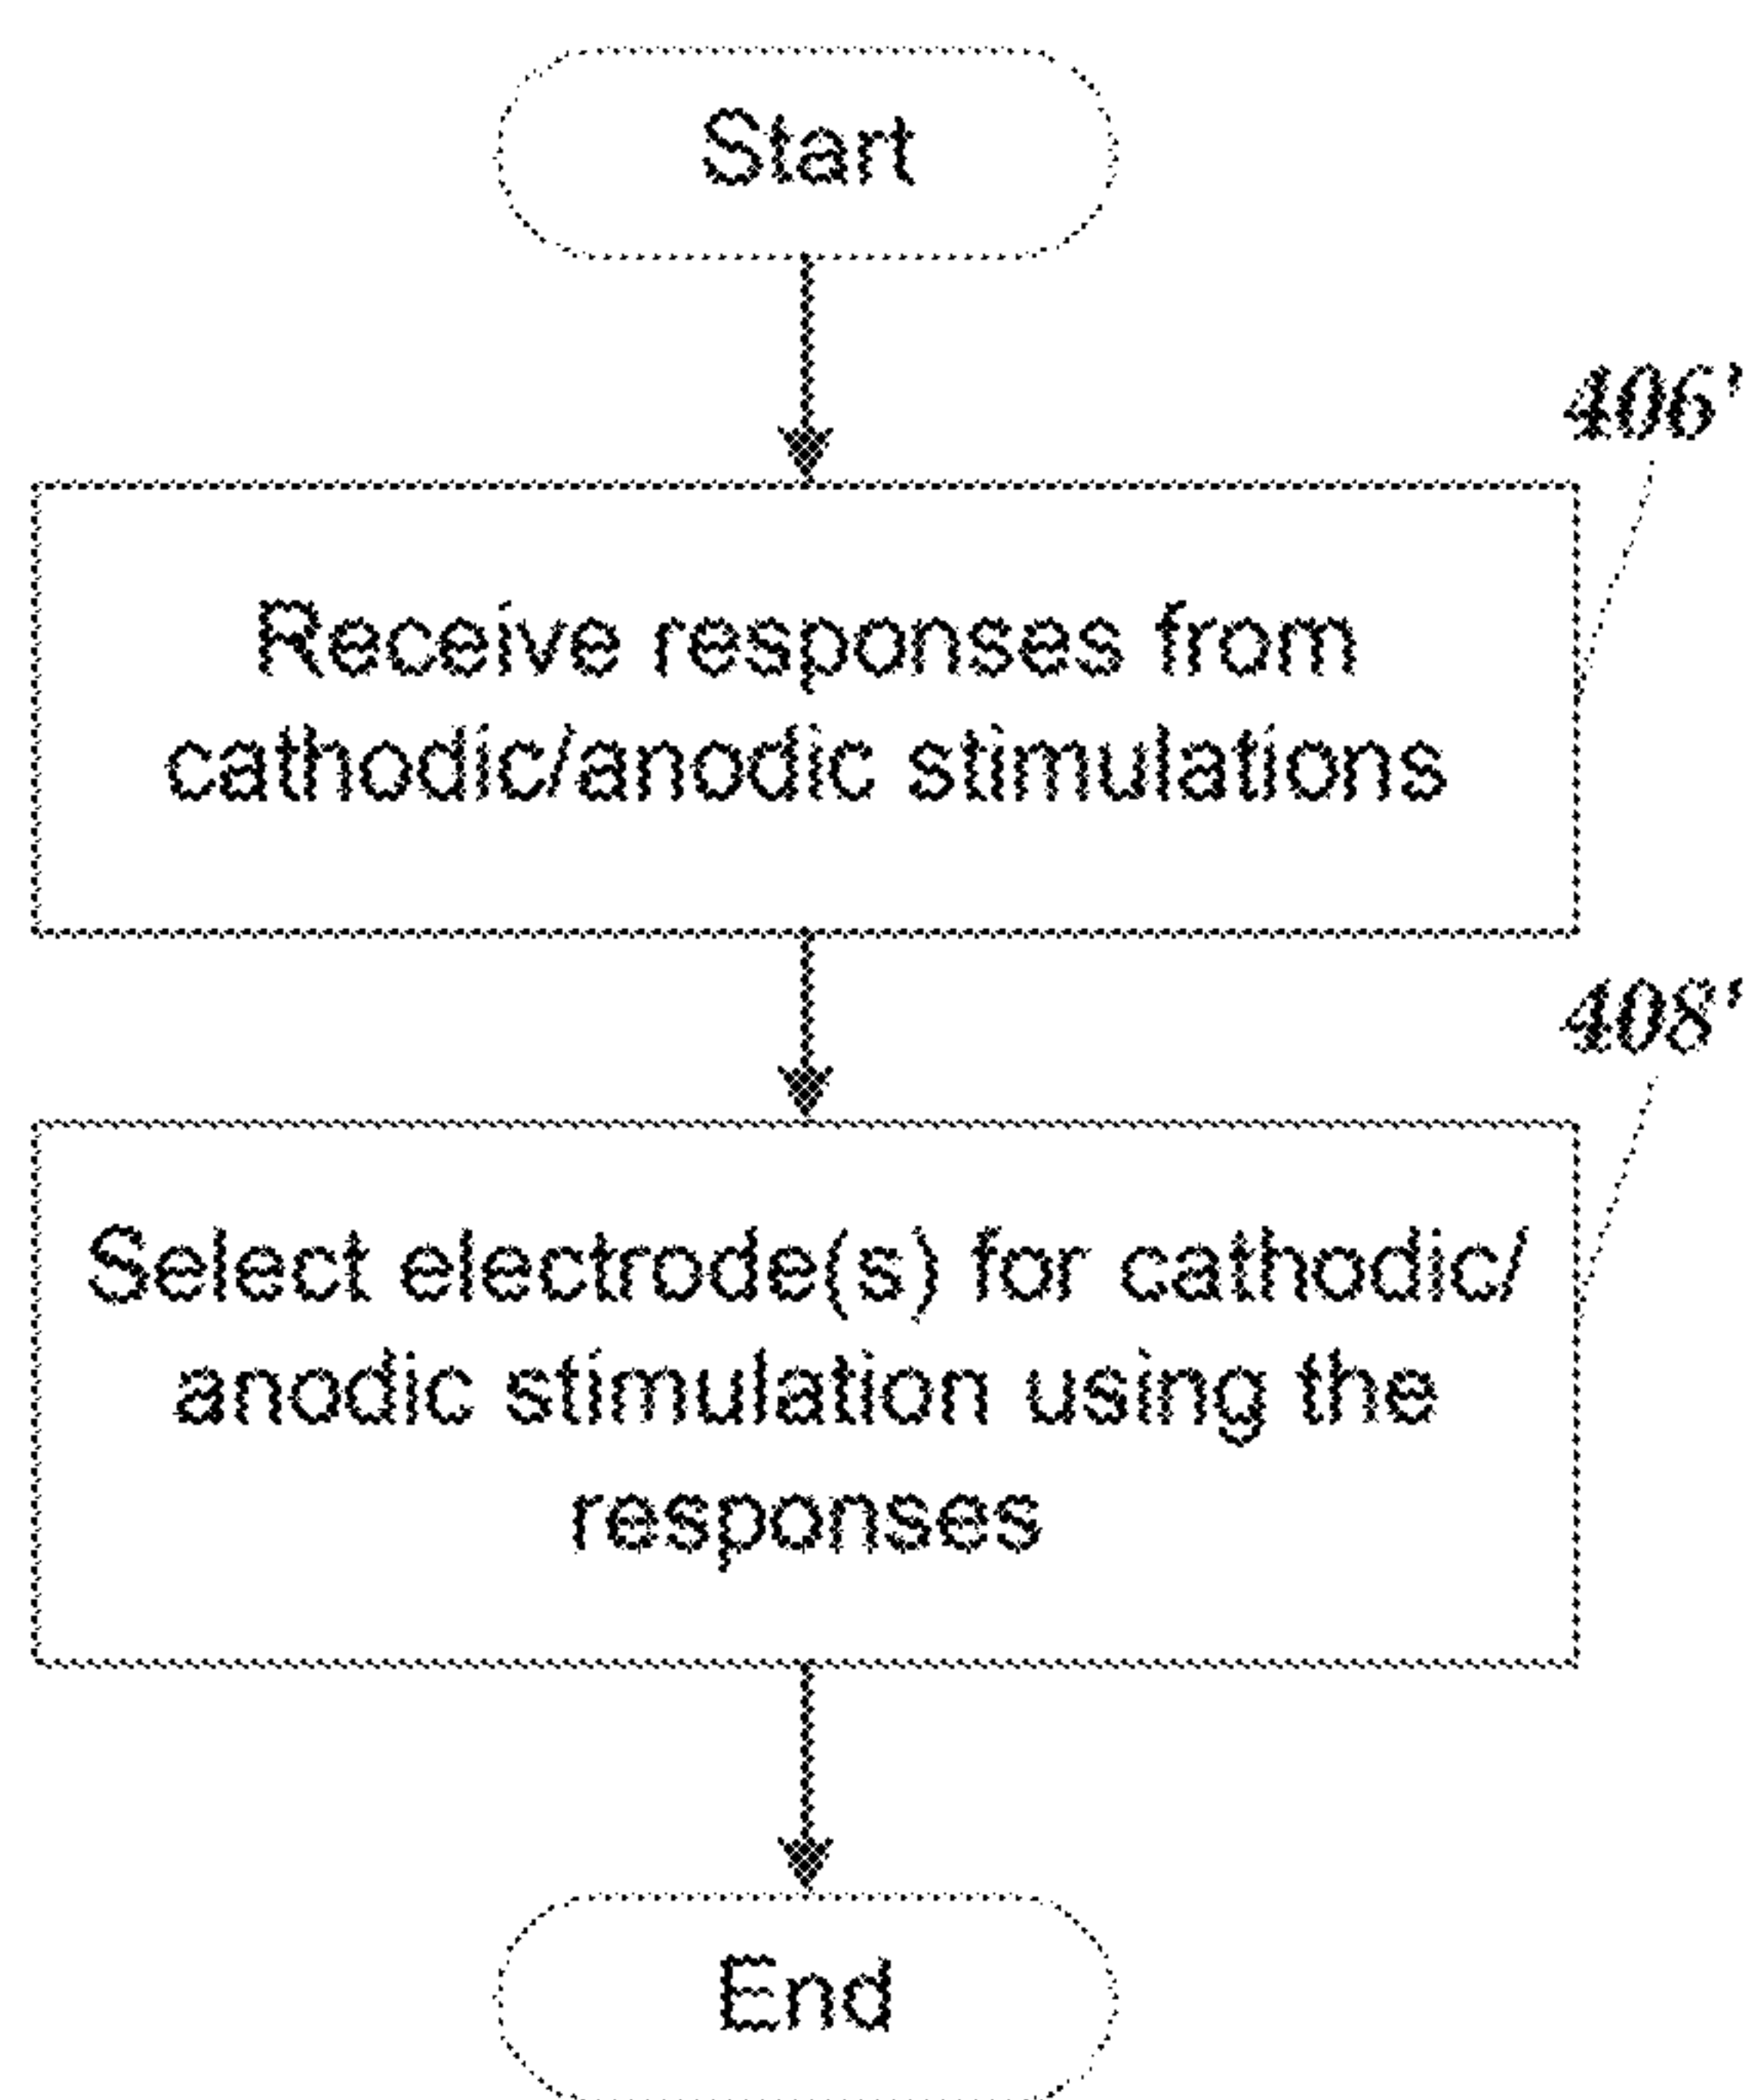 Start
406'
Receive responses from
cathodic/anodic stimulations
408'
Select electrode(s) for cathodic/
anodic stimulation using the
responses
End